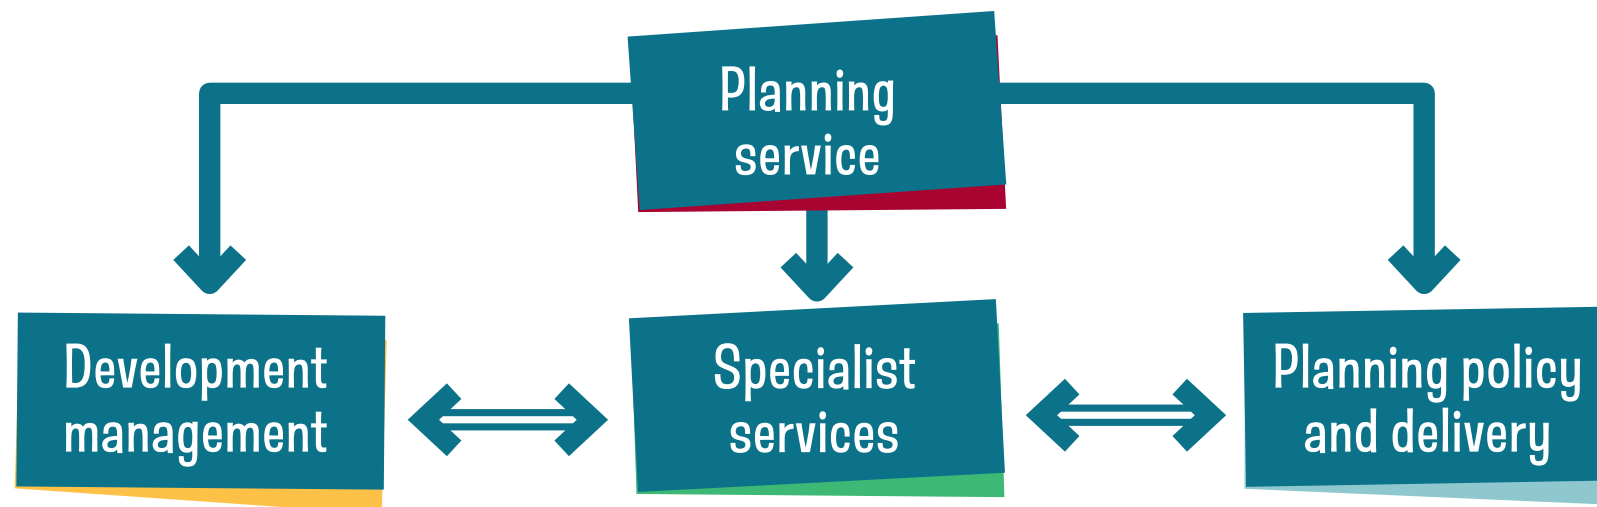 Planning
service
Development
management
Specialist
services
Planning policy
and delivery